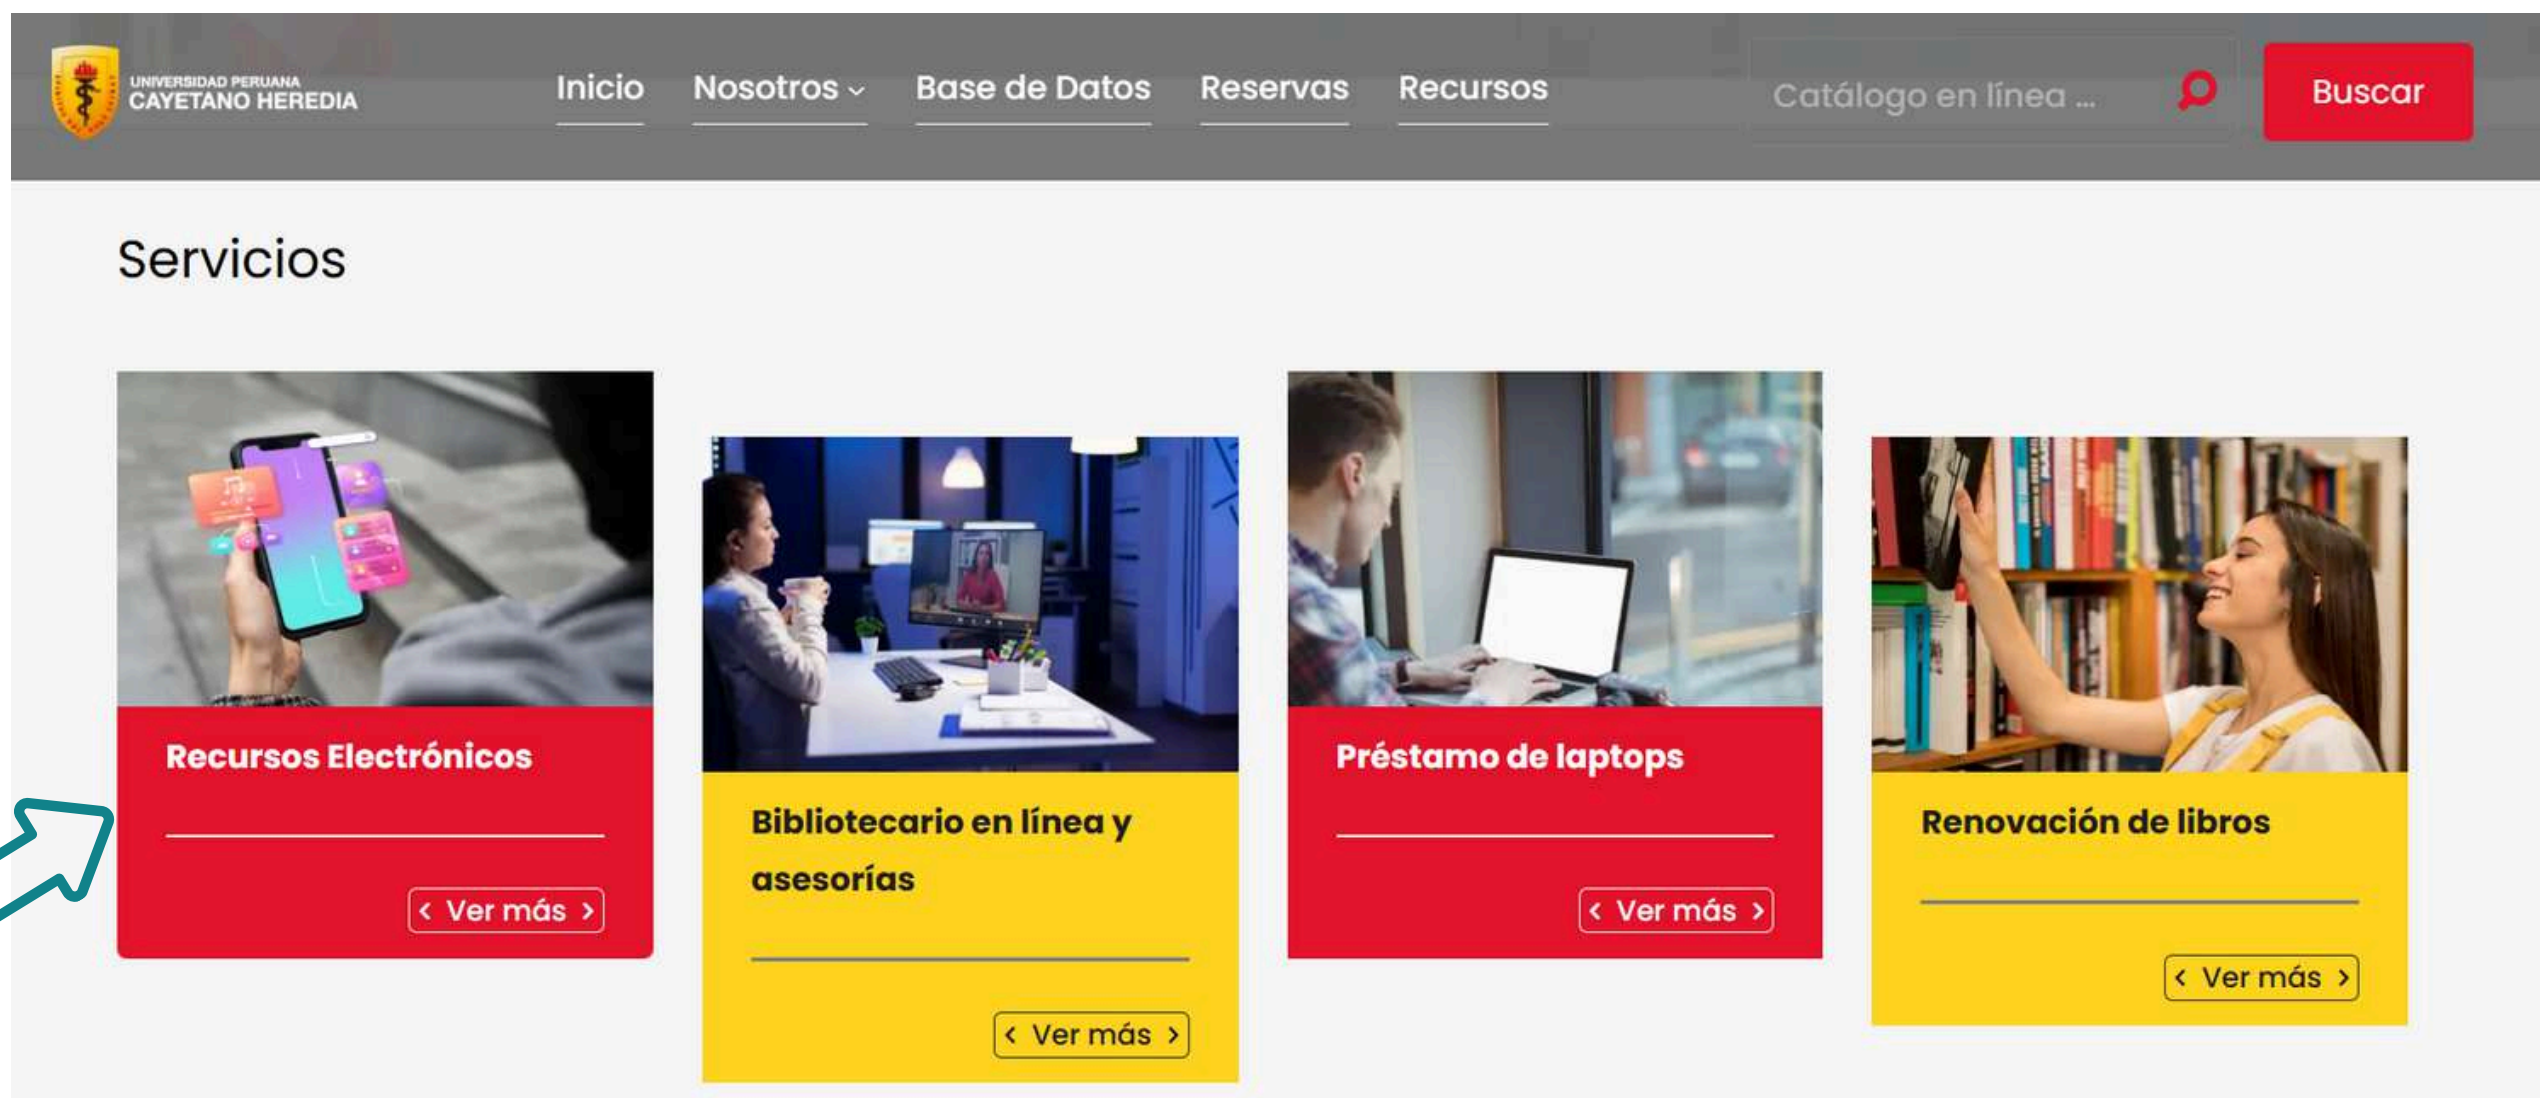 UNIVERSIDAD PERUANA
CAYETANO HEREDIA
Inicio Nosotros Base de Datos Reservas Recursos
Catálogo en línea ...
Buscar
Servicios
Recursos Electrónicos
Ver más
Bibliotecario en línea y
asesorías
Ver más
Préstamo de laptops
Ver más
Renovación de libros
Ver más